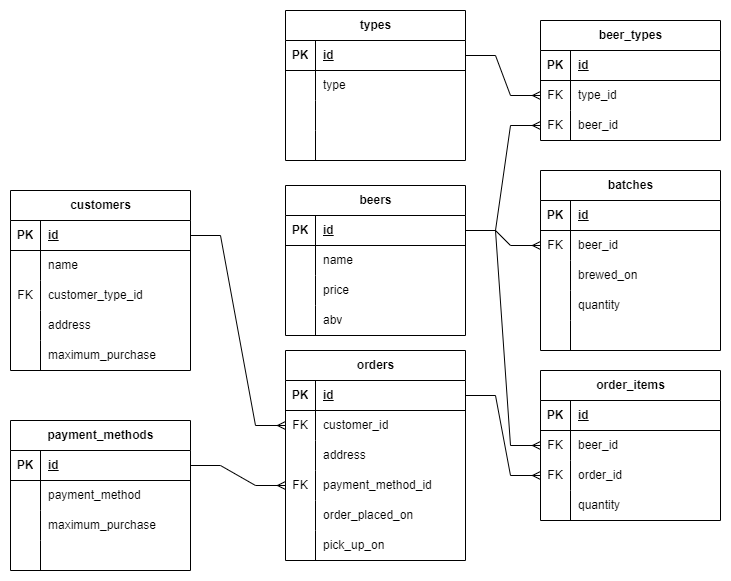 types
PK id
type
beer_types
PK id
FK type_id
FK beer_id
customers
PK id
name
FK customer_type_id
address
maximum_purchase
beers
PK id
name
price
abv
batches
PK id
FK beer_id
brewed_on
quantity
payment_methods
PK id
payment_method
maximum_purchase
orders
PK id
FK customer_id
address
FK payment_method_id
order_placed_on
pick_up_on
order_items
PK id
FK beer_id
FK order_id
quantity